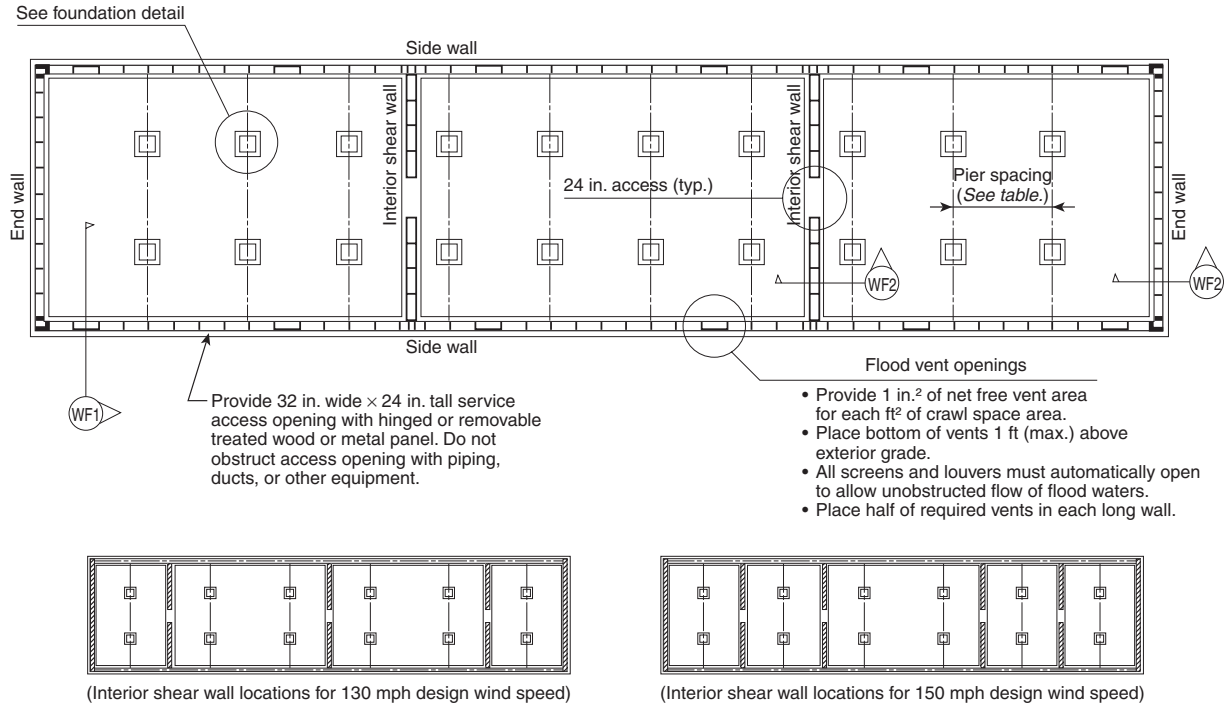 See foundation detail
Side wall
End wall
Interior shear wall
24 in. access (typ.)
Interior shear wall
Pier spacing
(See table.)
End wall
WF2
WF2
Side wall
WF1
Provide 32 in. wide × 24 in. tall service
access opening with hinged or removable
treated wood or metal panel. Do not
obstruct access opening with piping,
ducts, or other equipment.
Flood vent openings
• Provide 1 in.² of net free vent area
for each ft² of crawl space area.
• Place bottom of vents 1 ft (max.) above
exterior grade.
• All screens and louvers must automatically open
to allow unobstructed flow of flood waters.
• Place half of required vents in each long wall.
(Interior shear wall locations for 130 mph design wind speed)
(Interior shear wall locations for 150 mph design wind speed)